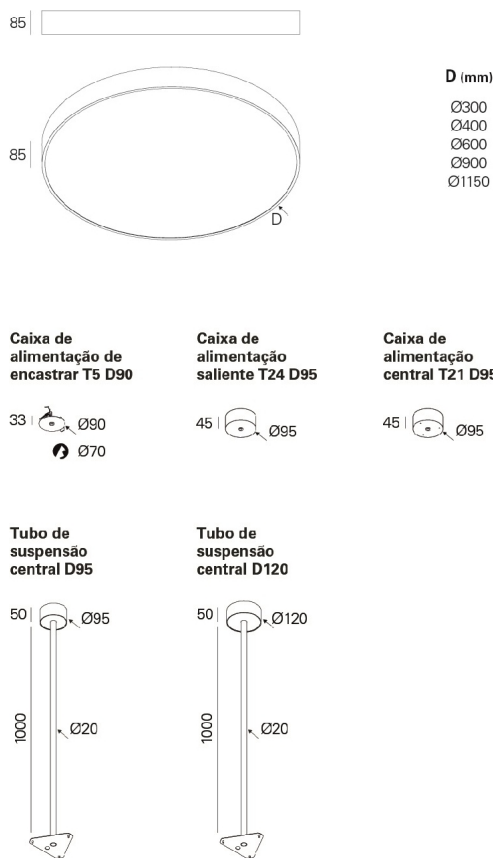 85
85
D
D (mm)
Ø300
Ø400
Ø600
Ø900
Ø1150
Caixa de
alimentação de
encastrar T5 D90
33
Ø90
Ø70
Caixa de
alimentação
saliente T24 D95
45
Ø95
Caixa de
alimentação
central T21 D95
45
Ø95
Tubo de
suspensão
central D95
50
Ø95
1000
Ø20
Tubo de
suspensão
central D120
50
Ø120
1000
Ø20